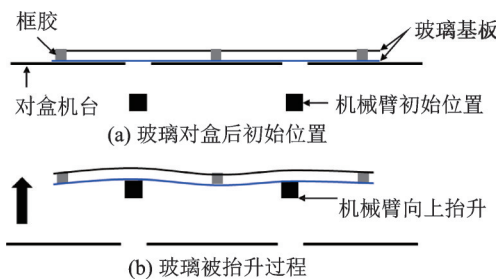 框胶
玻璃基板
对盒机台
机械臂初始位置
(a) 玻璃对盒后初始位置
机械臂向上抬升
(b) 玻璃被抬升过程